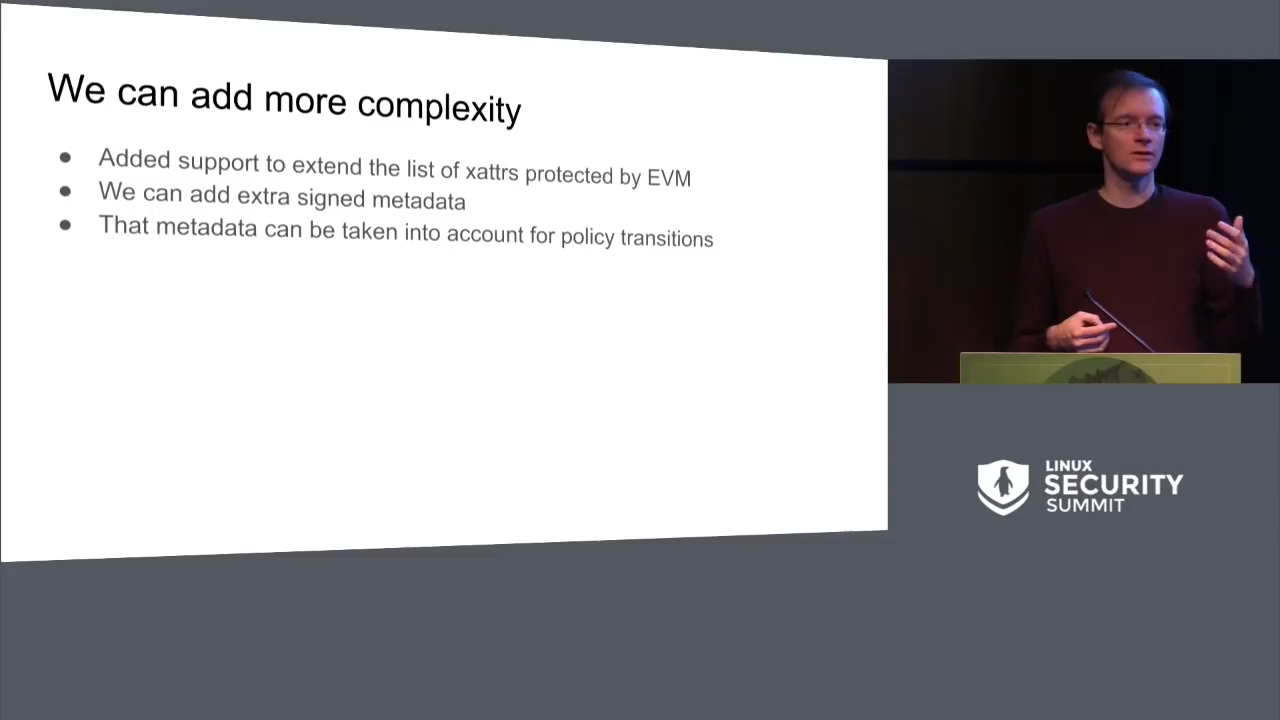 We can add more complexity
● Added support to extend the list of xattrs protected by EVM
● We can add extra signed metadata
● That metadata can be taken into account for policy transitions
LINUX
SECURITY
SUMMIT